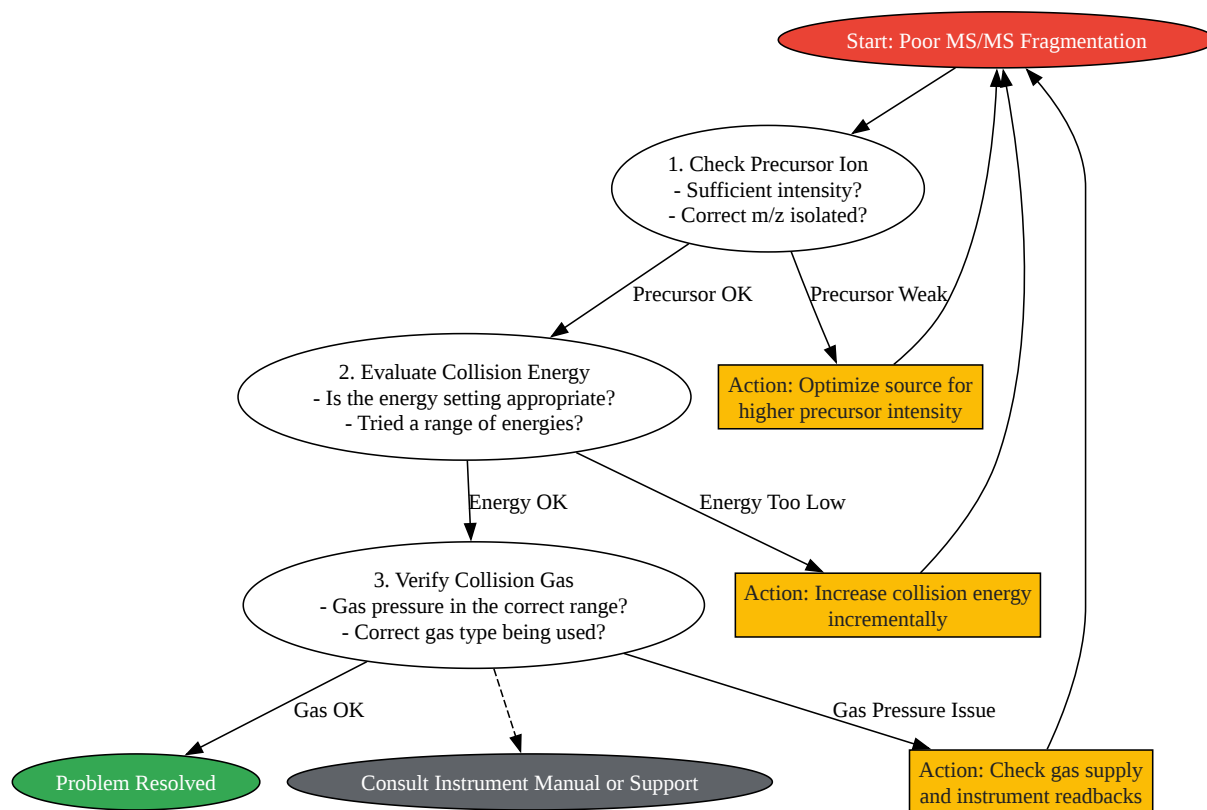 Start: Poor MS/MS Fragmentation
1. Check Precursor Ion
- Sufficient intensity?
- Correct m/z isolated?
Precursor OK
Precursor Weak
2. Evaluate Collision Energy
- Is the energy setting appropriate?
- Tried a range of energies?
Action: Optimize source for
higher precursor intensity
Energy OK
Energy Too Low
3. Verify Collision Gas
- Gas pressure in the correct range?
- Correct gas type being used?
Action: Increase collision energy
incrementally
Gas OK
Gas Pressure Issue
Problem Resolved
Consult Instrument Manual or Support
Action: Check gas supply
and instrument readbacks